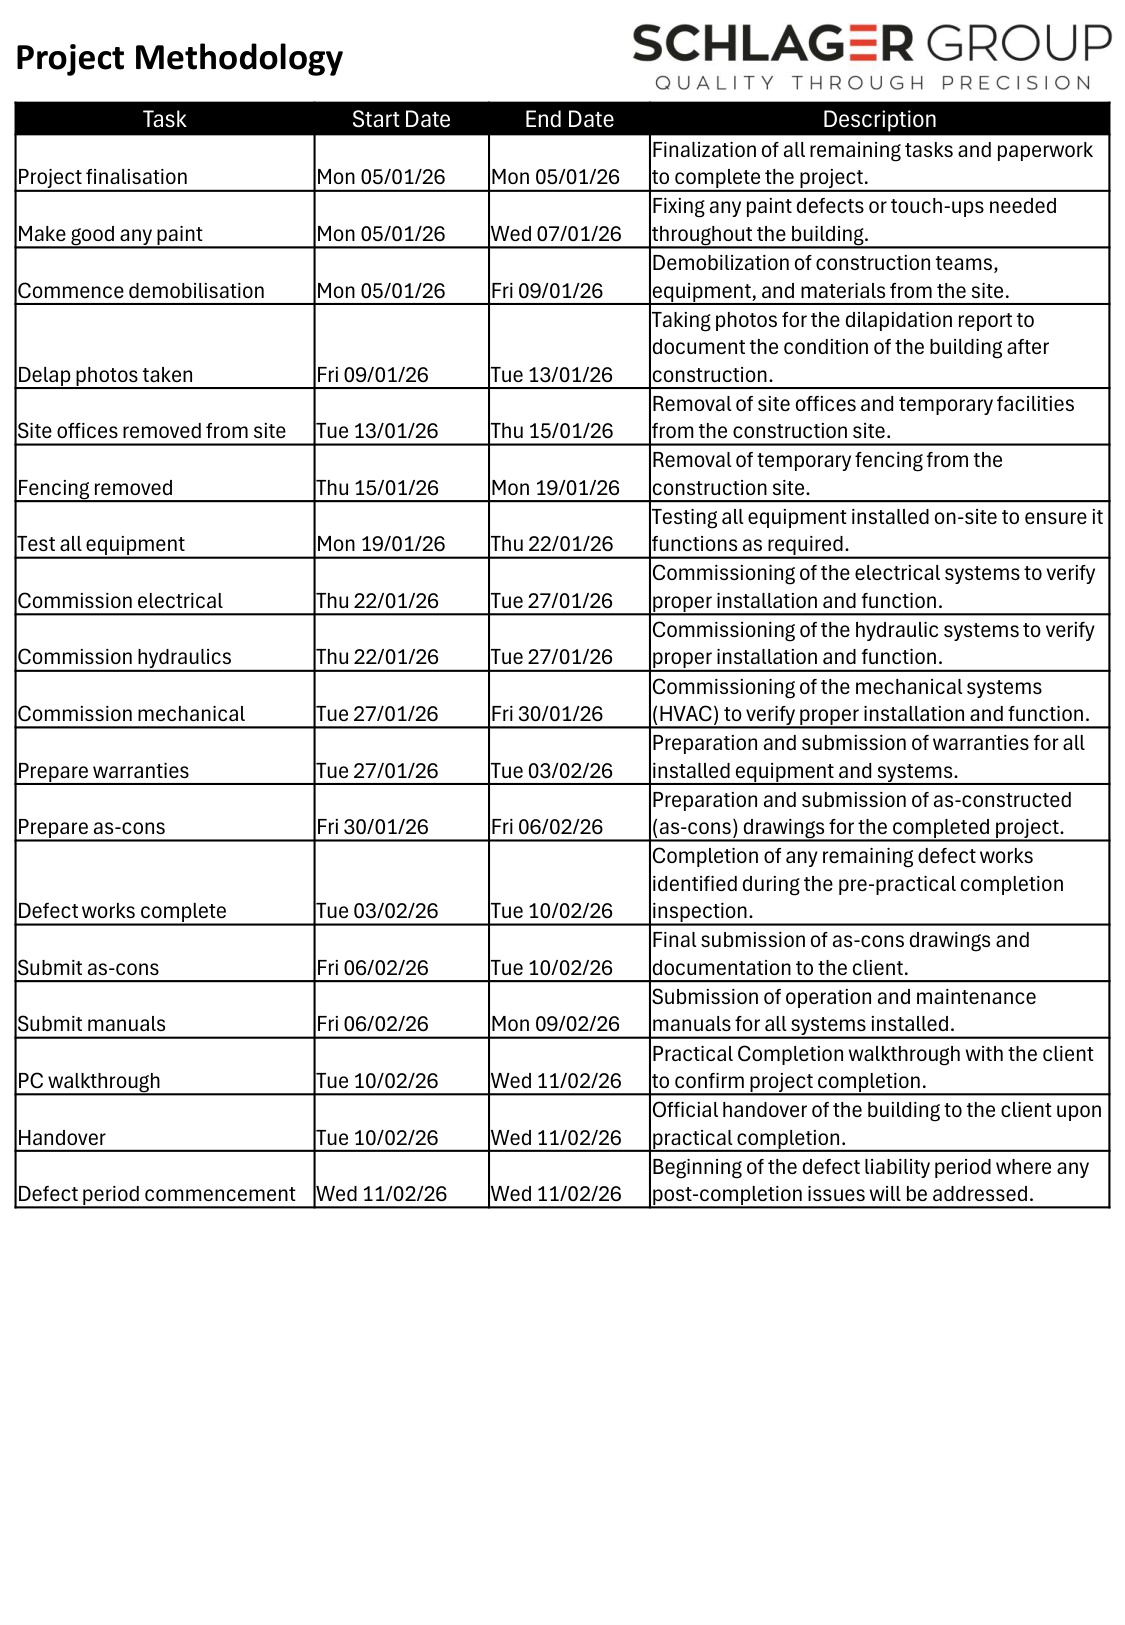 Project Methodology
SCHLAGER GROUP
QUALITY THROUGH PRECISION
Task Start Date End Date Description
Project finalisation Mon 05/01/26 Mon 05/01/26 Finalization of all remaining tasks and paperwork
to complete the project.
Make good any paint Mon 05/01/26 Wed 07/01/26 Fixing any paint defects or touch-ups needed
throughout the building.
Commence demobilisation Mon 05/01/26 Fri 09/01/26 Demobilization of construction teams,
equipment, and materials from the site.
Delap photos taken Fri 09/01/26 Tue 13/01/26 Taking photos for the dilapidation report to
document the condition of the building after
construction.
Site offices removed from site Tue 13/01/26 Thu 15/01/26 Removal of site offices and temporary facilities
from the construction site.
Fencing removed Thu 15/01/26 Mon 19/01/26 Removal of temporary fencing from the
construction site.
Test all equipment Mon 19/01/26 Thu 22/01/26 Testing all equipment installed on-site to ensure it
functions as required.
Commission electrical Thu 22/01/26 Tue 27/01/26 Commissioning of the electrical systems to verify
proper installation and function.
Commission hydraulics Thu 22/01/26 Tue 27/01/26 Commissioning of the hydraulic systems to verify
proper installation and function.
Commission mechanical Tue 27/01/26 Fri 30/01/26 Commissioning of the mechanical systems
(HVAC) to verify proper installation and function.
Prepare warranties Tue 27/01/26 Tue 03/02/26 Preparation and submission of warranties for all
installed equipment and systems.
Prepare as-cons Fri 30/01/26 Fri 06/02/26 Preparation and submission of as-constructed
(as-cons) drawings for the completed project.
Defect works complete Tue 03/02/26 Tue 10/02/26 Completion of any remaining defect works
identified during the pre-practical completion
inspection.
Submit as-cons Fri 06/02/26 Tue 10/02/26 Final submission of as-cons drawings and
documentation to the client.
Submit manuals Fri 06/02/26 Mon 09/02/26 Submission of operation and maintenance
manuals for all systems installed.
PC walkthrough Tue 10/02/26 Wed 11/02/26 Practical Completion walkthrough with the client
to confirm project completion.
Handover Tue 10/02/26 Wed 11/02/26 Official handover of the building to the client upon
practical completion.
Defect period commencement Wed 11/02/26 Wed 11/02/26 Beginning of the defect liability period where any
post-completion issues will be addressed.